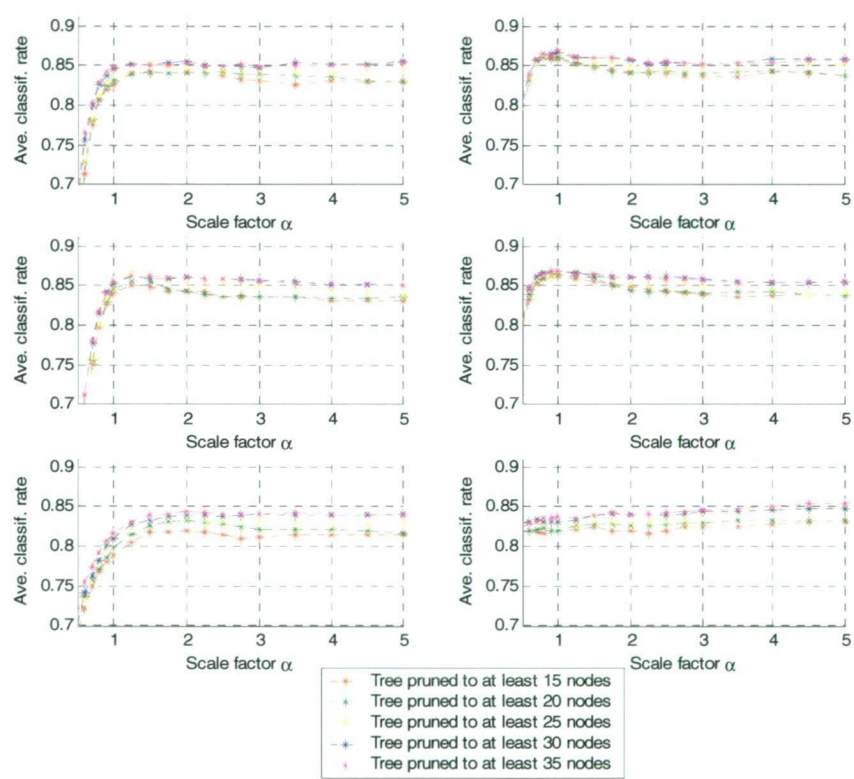 0.9
0.85
0.8
0.75
0.7
1 2 3 4 5
Ave. classif. rate
Scale factor α
0.9
0.85
0.8
0.75
0.7
1 2 3 4 5
Ave. classif. rate
Scale factor α
0.9
0.85
0.8
0.75
0.7
1 2 3 4 5
Ave. classif. rate
Scale factor α
0.9
0.85
0.8
0.75
0.7
1 2 3 4 5
Ave. classif. rate
Scale factor α
0.9
0.85
0.8
0.75
0.7
1 2 3 4 5
Ave. classif. rate
Scale factor α
0.9
0.85
0.8
0.75
0.7
1 2 3 4 5
Ave. classif. rate
Scale factor α
Tree pruned to at least 15 nodes
Tree pruned to at least 20 nodes
Tree pruned to at least 25 nodes
Tree pruned to at least 30 nodes
Tree pruned to at least 35 nodes